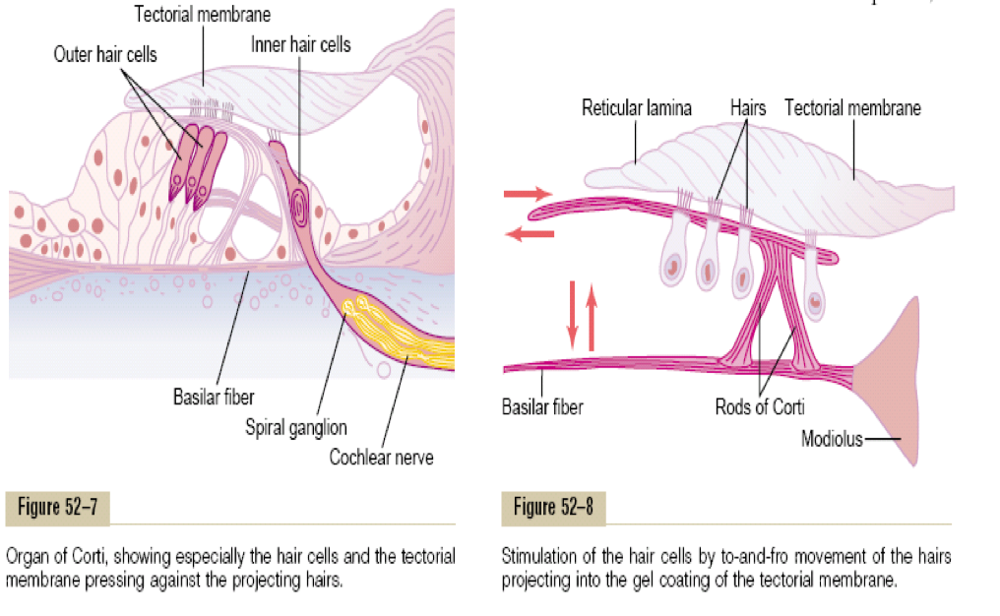 Tectorial membrane
Outer hair cells
Inner hair cells
Basilar fiber
Spiral ganglion
Cochlear nerve
Figure 52–7
Organ of Corti, showing especially the hair cells and the tectorial
membrane pressing against the projecting hairs.
Reticular lamina
Hairs
Tectorial membrane
Basilar fiber
Rods of Corti
Modiolus
Figure 52–8
Stimulation of the hair cells by to-and-fro movement of the hairs
projecting into the gel coating of the tectorial membrane.